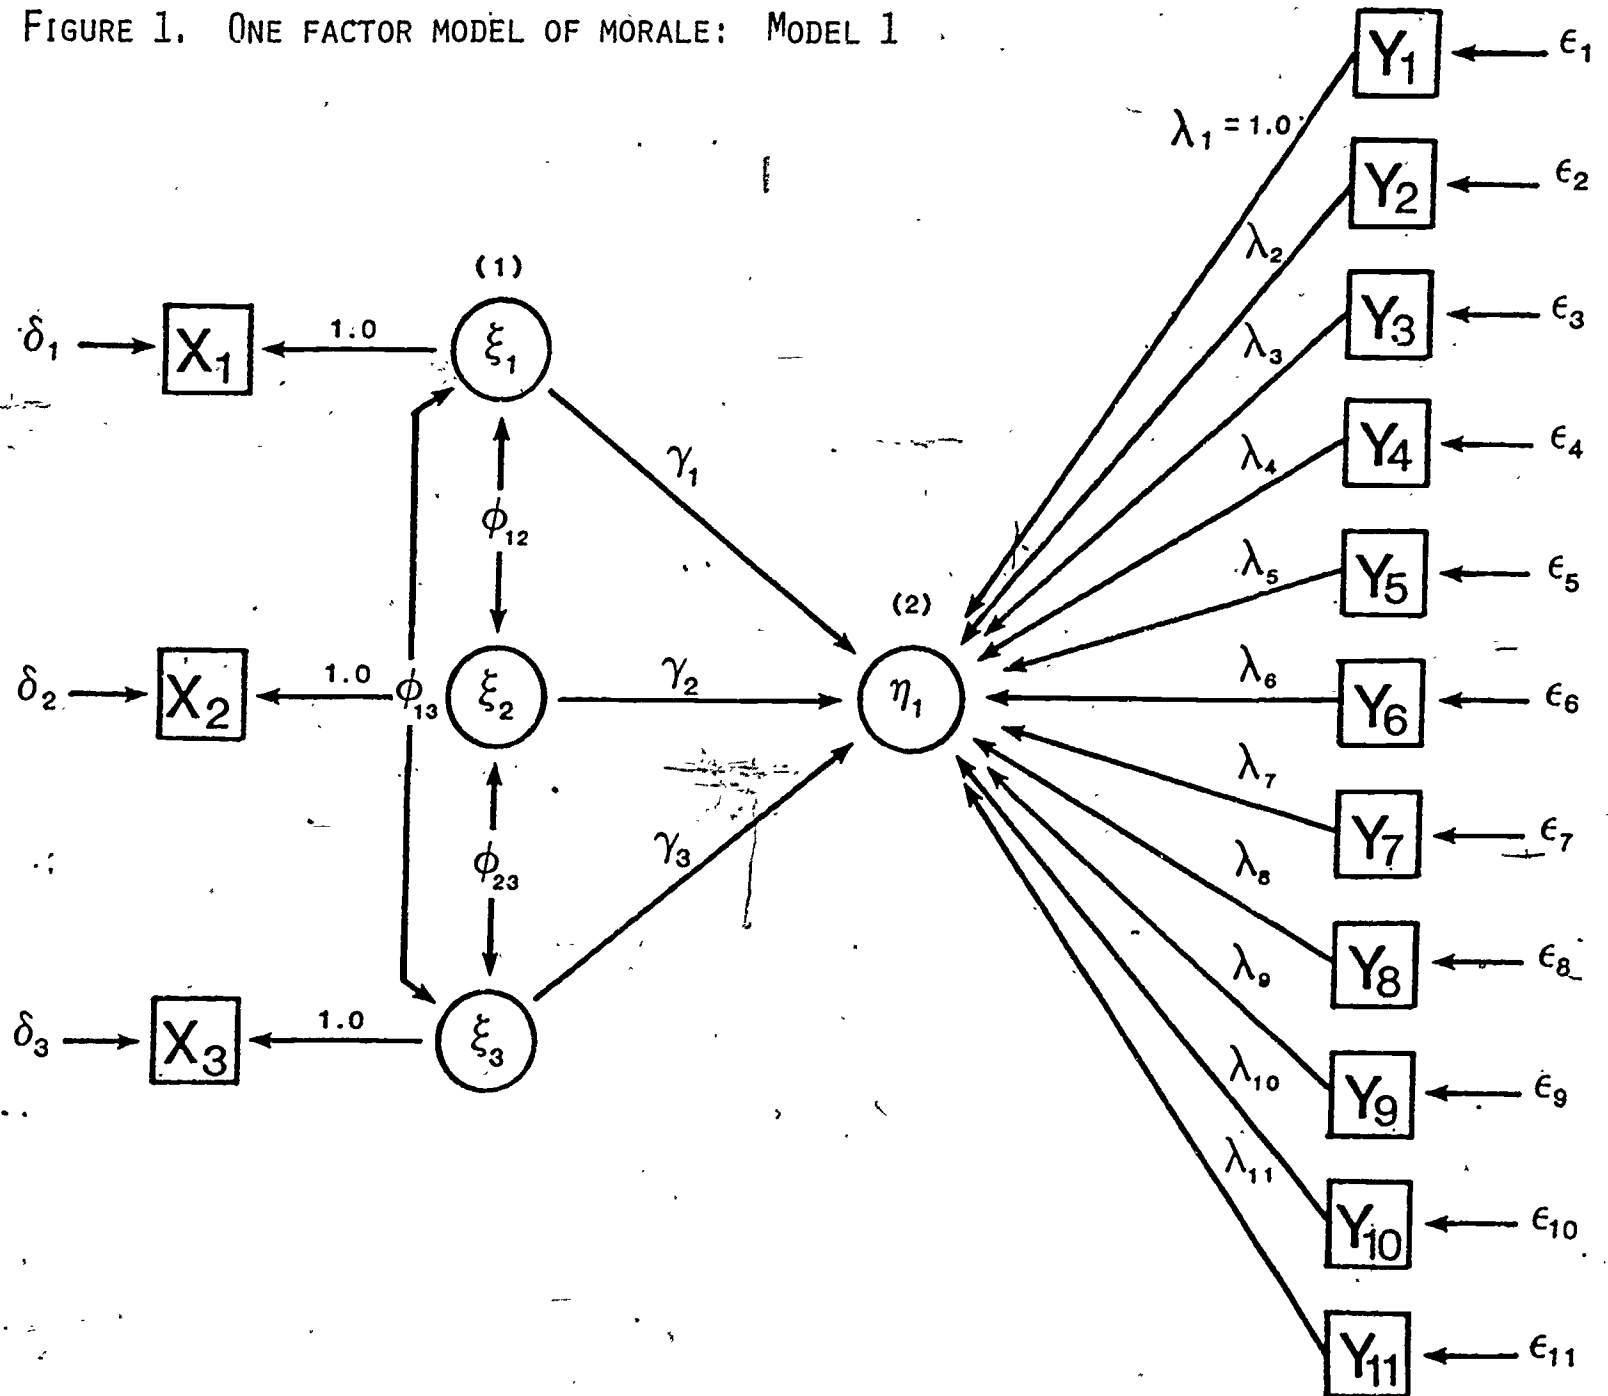 FIGURE 1. ONE FACTOR MODEL OF MORALE: MODEL 1
Y₁ ϵ₁
λ₁ = 1.0
Y₂ ϵ₂
λ₂
(1)
δ₁ X₁ 1.0 ξ₁
Y₃ ϵ₃
λ₃
γ₁
λ₄ Y₄ ϵ₄
ϕ₁₂
λ₅ Y₅ ϵ₅
(2)
δ₂ X₂ 1.0 ϕ₁₃ ξ₂ γ₂ η₁
λ₆ Y₆ ϵ₆
λ₇ Y₇ ϵ₇
ϕ₂₃ γ₃
λ₈ Y₈ ϵ₈
λ₉
δ₃ X₃ 1.0 ξ₃
Y₉ ϵ₉
λ₁₀
λ₁₁
Y₁₀ ϵ₁₀
Y₁₁ ϵ₁₁